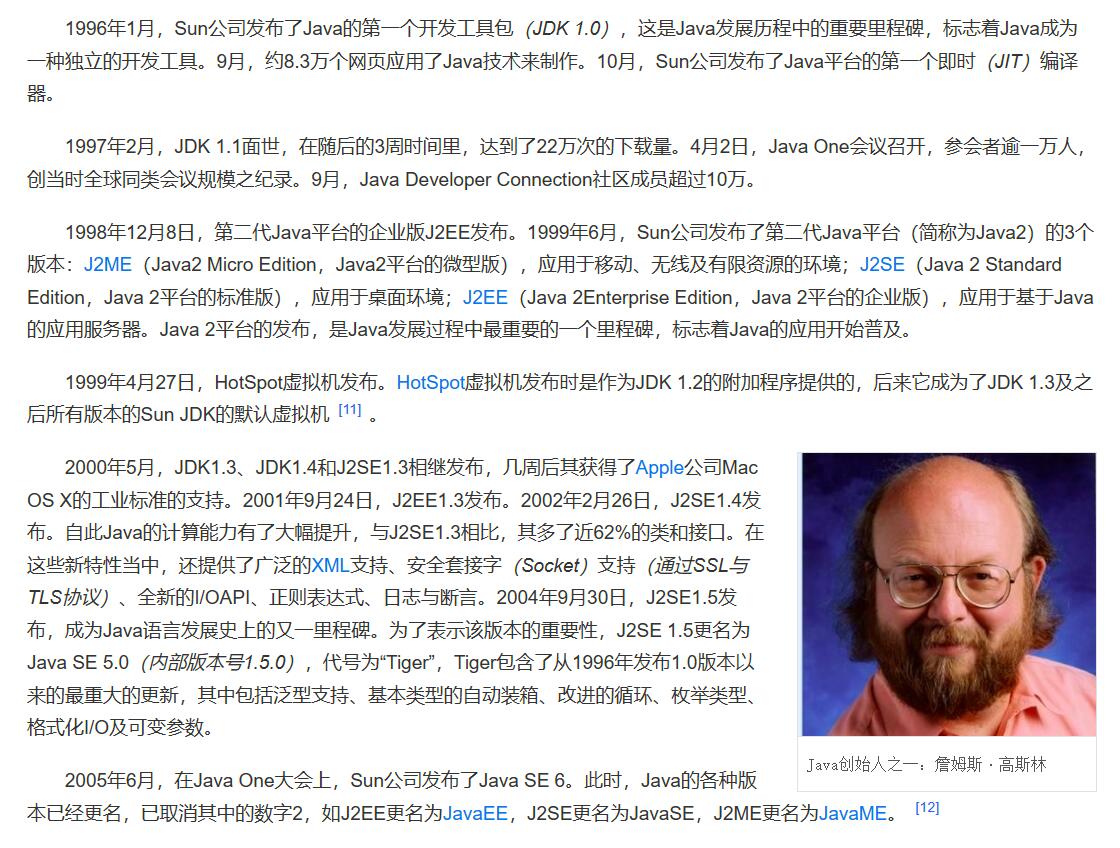 1996年1月，Sun公司发布了Java的第一个开发工具包（JDK 1.0），这是Java发展历程中的重要里程碑，标志着Java成为
一种独立的开发工具。9月，约8.3万个网页应用了Java技术来制作。10月，Sun公司发布了Java平台的第一个即时（JIT）编译
器。
1997年2月，JDK 1.1面世，在随后的3周时间里，达到了22万次的下载量。4月2日，Java One会议召开，参会者逾一万人，
创当时全球同类会议规模之纪录。9月，Java Developer Connection社区成员超过10万。
1998年12月8日，第二代Java平台的企业版J2EE发布。1999年6月，Sun公司发布了第二代Java平台（简称为Java2）的3个
版本：J2ME（Java2 Micro Edition，Java2平台的微型版），应用于移动、无线及有限资源的环境；J2SE（Java 2 Standard
Edition，Java 2平台的标准版），应用于桌面环境；J2EE（Java 2Enterprise Edition，Java 2平台的企业版），应用于基于Java
的应用服务器。Java 2平台的发布，是Java发展过程中最重要的一个里程碑，标志着Java的应用开始普及。
1999年4月27日，HotSpot虚拟机发布。HotSpot虚拟机发布时是作为JDK 1.2的附加程序提供的，后来它成为了JDK 1.3及之
后所有版本的Sun JDK的默认虚拟机 [11] 。
2000年5月，JDK1.3、JDK1.4和J2SE1.3相继发布，几周后其获得了Apple公司Mac
OS X的工业标准的支持。2001年9月24日，J2EE1.3发布。2002年2月26日，J2SE1.4发
布。自此Java的计算能力有了大幅提升，与J2SE1.3相比，其多了近62%的类和接口。在
这些新特性当中，还提供了广泛的XML支持、安全套接字（Socket）支持（通过SSL与
TLS协议）、全新的I/OAPI、正则表达式、日志与断言。2004年9月30日，J2SE1.5发
布，成为Java语言发展史上的又一里程碑。为了表示该版本的重要性，J2SE 1.5更名为
Java SE 5.0（内部版本号1.5.0），代号为“Tiger”，Tiger包含了从1996年发布1.0版本以
来的最重大的更新，其中包括泛型支持、基本类型的自动装箱、改进的循环、枚举类型、
格式化I/O及可变参数。
Java创始人之一：詹姆斯·高斯林
2005年6月，在Java One大会上，Sun公司发布了Java SE 6。此时，Java的各种版
本已经更名，已取消其中的数字2，如J2EE更名为JavaEE，J2SE更名为JavaSE，J2ME更名为JavaME。 [12]